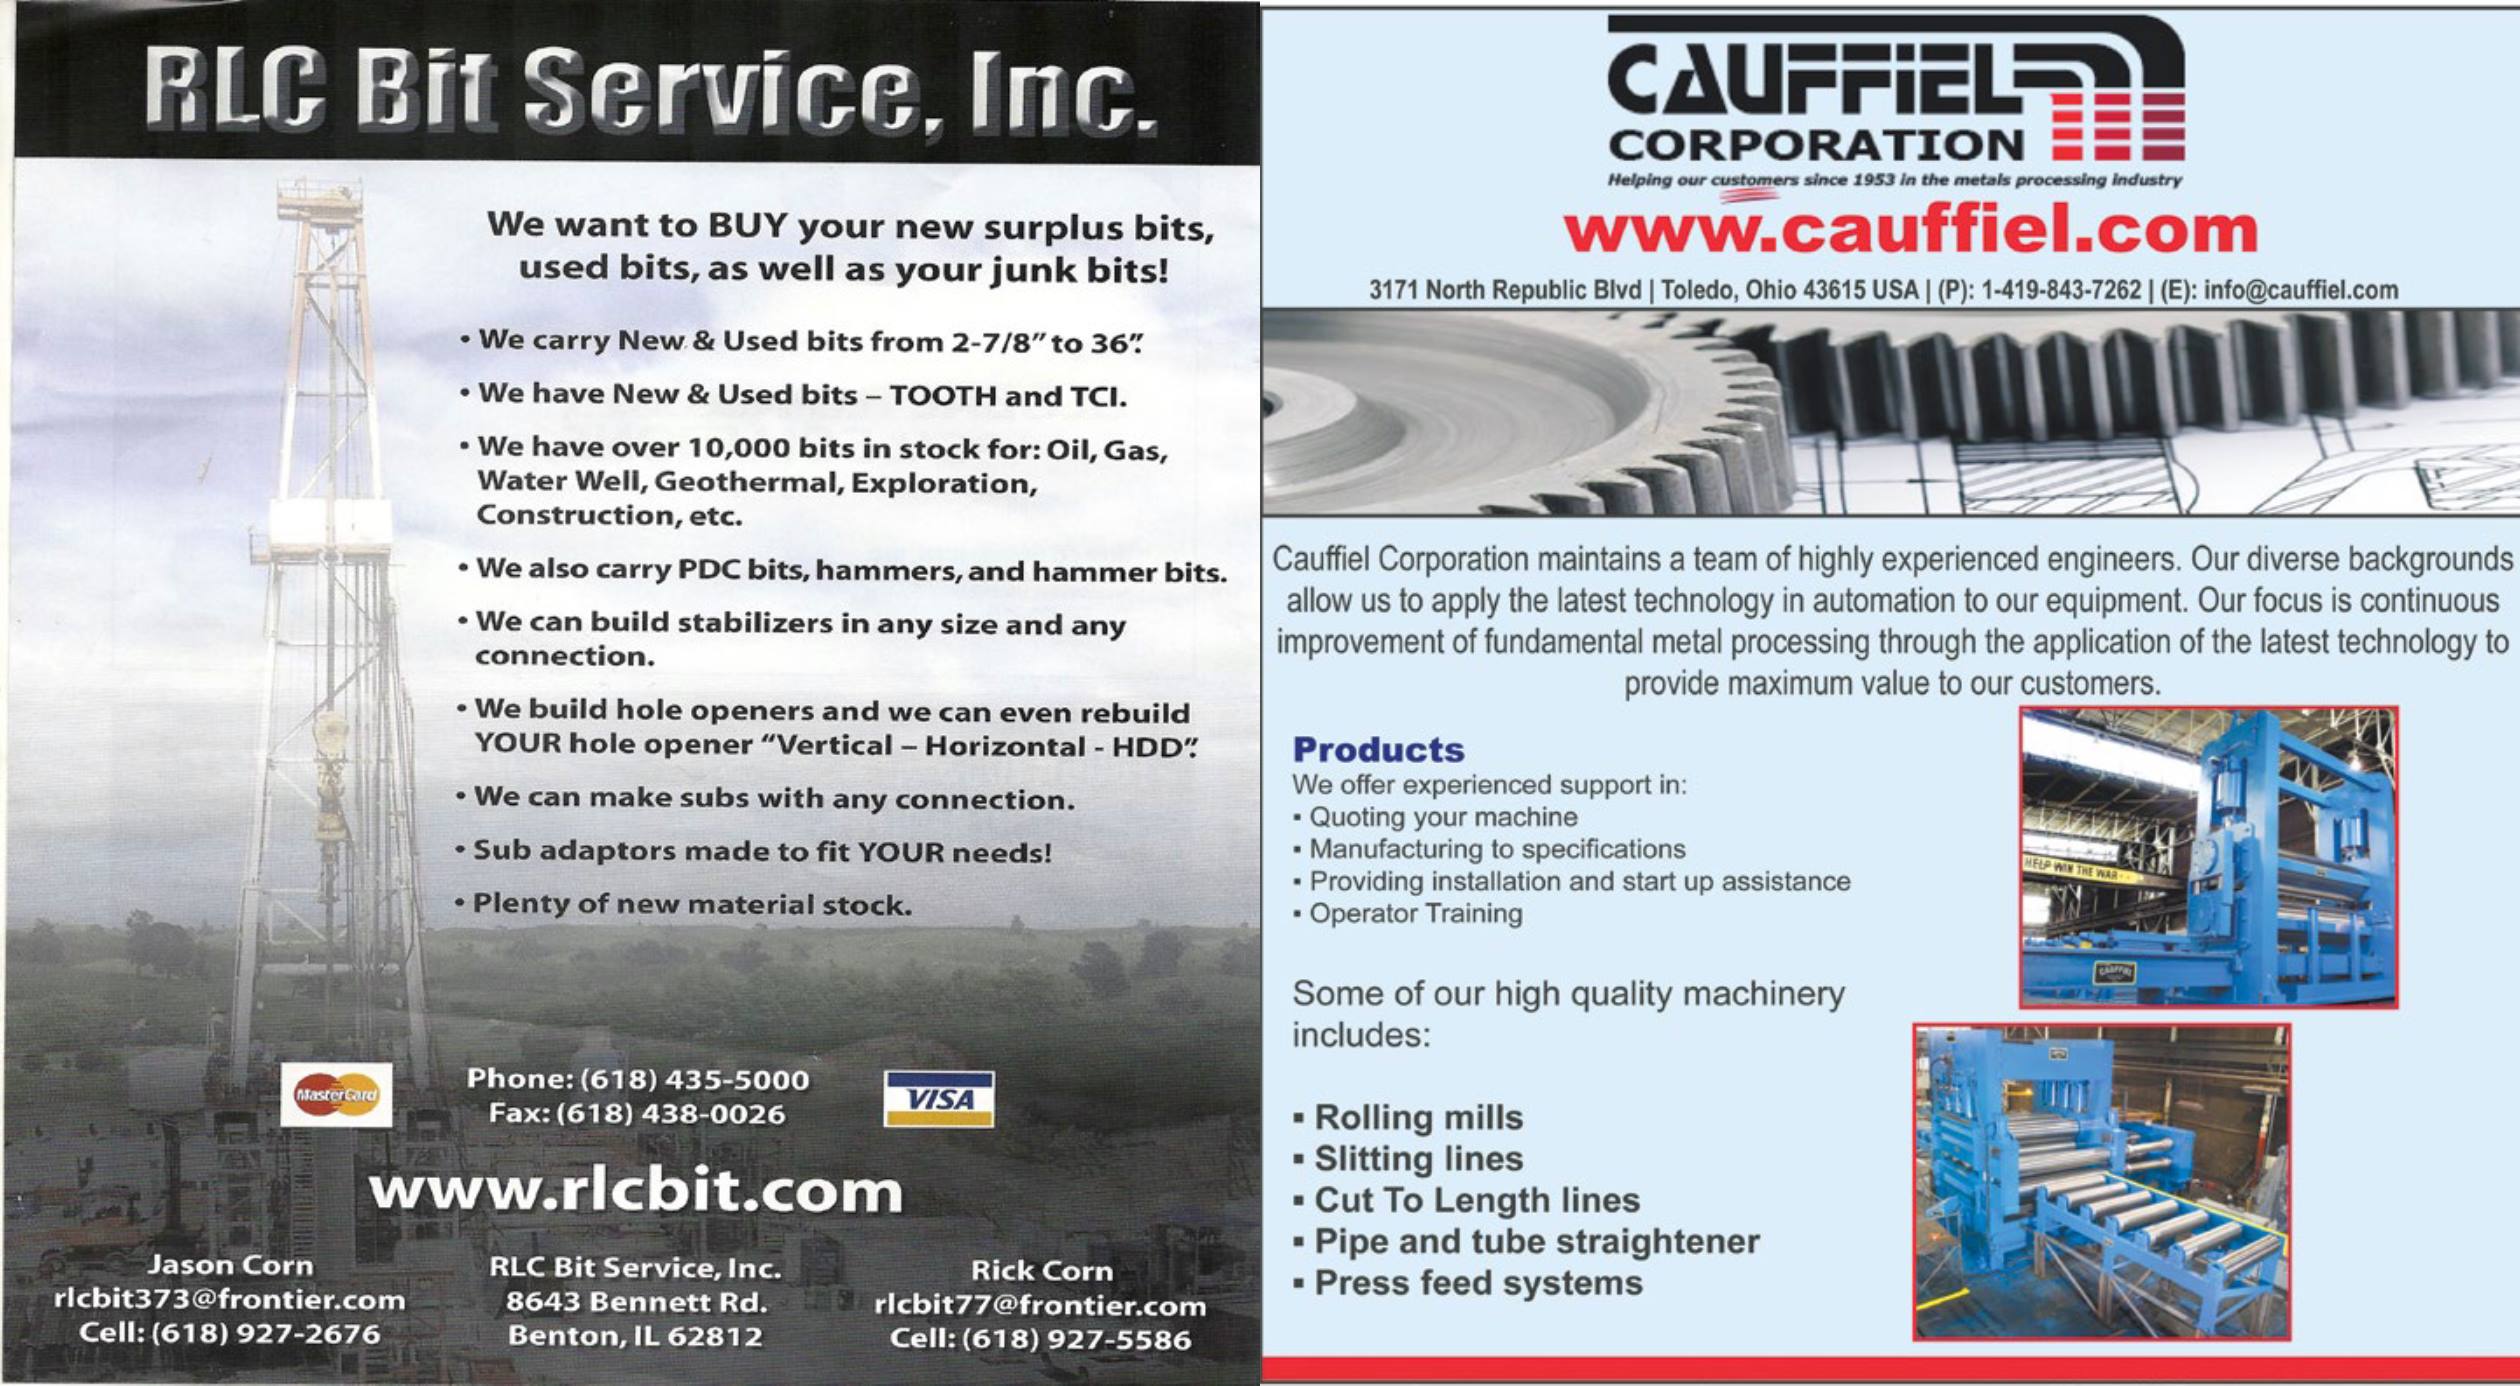 RLC Bit Service, Inc.
We want to BUY your new surplus bits,
used bits, as well as your junk bits!
• We carry New & Used bits from 2-7/8" to 36".
• We have New & Used bits – TOOTH and TCI.
• We have over 10,000 bits in stock for: Oil, Gas,
Water Well, Geothermal, Exploration,
Construction, etc.
• We also carry PDC bits, hammers, and hammer bits.
• We can build stabilizers in any size and any
connection.
• We build hole openers and we can even rebuild
YOUR hole opener “Vertical – Horizontal - HDD”.
• We can make subs with any connection.
• Sub adaptors made to fit YOUR needs!
• Plenty of new material stock.
MasterCard
Phone: (618) 435-5000
Fax: (618) 438-0026
VISA
www.rlcbit.com
Jason Corn
rlcbit373@frontier.com
Cell: (618) 927-2676
RLC Bit Service, Inc.
8643 Bennett Rd.
Benton, IL 62812
Rick Corn
rlcbit77@frontier.com
Cell: (618) 927-5586
CAUFFiEL
CORPORATION
Helping our customers since 1953 in the metals processing industry
www.cauffiel.com
3171 North Republic Blvd | Toledo, Ohio 43615 USA | (P): 1-419-843-7262 | (E): info@cauffiel.com
Cauffiel Corporation maintains a team of highly experienced engineers. Our diverse backgrounds
allow us to apply the latest technology in automation to our equipment. Our focus is continuous
improvement of fundamental metal processing through the application of the latest technology to
provide maximum value to our customers.
Products
We offer experienced support in:
▪ Quoting your machine
▪ Manufacturing to specifications
▪ Providing installation and start up assistance
▪ Operator Training
HELP WIN THE WAR
CAUFFIEL
Some of our high quality machinery
includes:
▪ Rolling mills
▪ Slitting lines
▪ Cut To Length lines
▪ Pipe and tube straightener
▪ Press feed systems